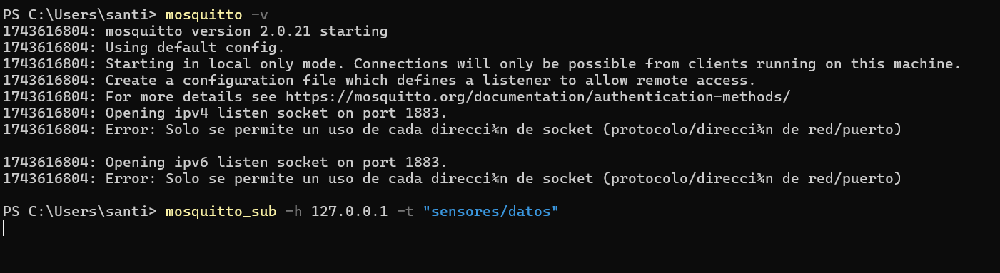 PS C:\Users\santi> mosquitto -v
1743616804: mosquitto version 2.0.21 starting
1743616804: Using default config.
1743616804: Starting in local only mode. Connections will only be possible from clients running on this machine.
1743616804: Create a configuration file which defines a listener to allow remote access.
1743616804: For more details see https://mosquitto.org/documentation/authentication-methods/
1743616804: Opening ipv4 listen socket on port 1883.
1743616804: Error: Solo se permite un uso de cada direcci¾n de socket (protocolo/direcci¾n de red/puerto)
1743616804: Opening ipv6 listen socket on port 1883.
1743616804: Error: Solo se permite un uso de cada direcci¾n de socket (protocolo/direcci¾n de red/puerto)
PS C:\Users\santi> mosquitto_sub -h 127.0.0.1 -t "sensores/datos"